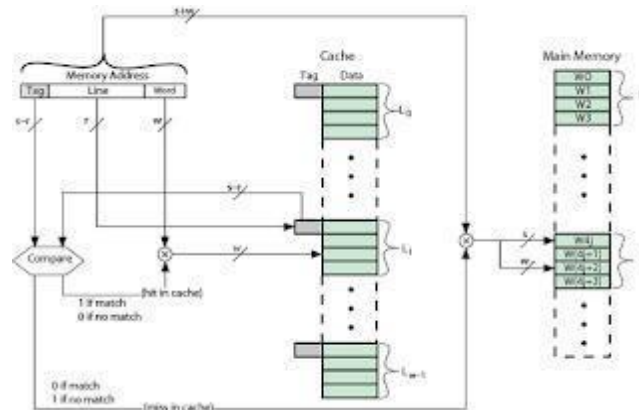 s+w
Cache
Main Memory
Memory Address
Tag Data
Tag Line Word
W0
W1
W2
W3
L0
s-r
r
w
s-r
Compare
w
Li
s
w
W4j
W(4j+1)
W(4j+2)
W(4j+3)
(hit in cache)
1 if match
0 if no match
Lm-1
0 if match
1 if no match
(miss in cache)